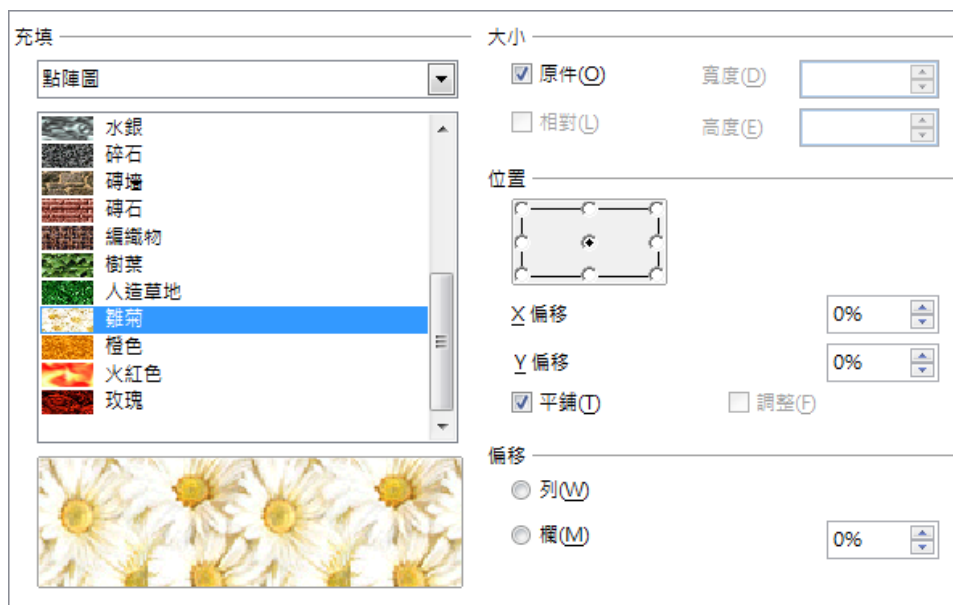 充填
點陣圖
水銀
碎石
磚墻
磚石
編織物
樹葉
人造草地
雛菊
橙色
火紅色
玫瑰
大小
原件(O)
寬度(D)
相對(L)
高度(E)
位置
X 偏移
0%
Y 偏移
0%
平鋪(T)
調整(F)
偏移
列(W)
欄(M)
0%